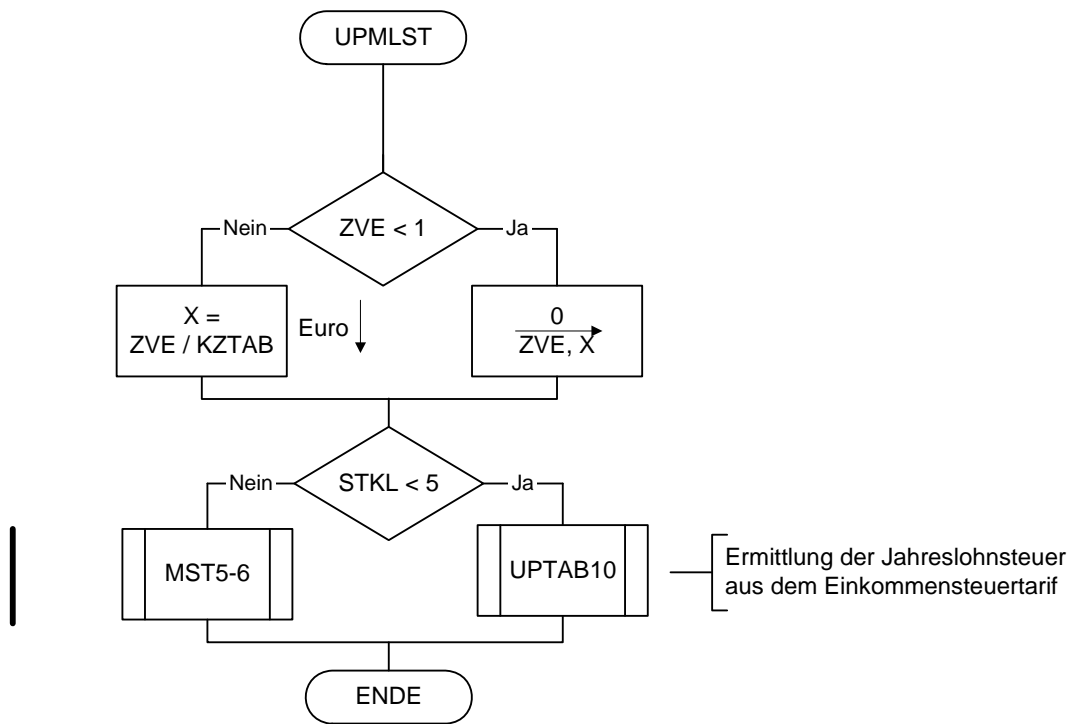 UPMLST
ZVE < 1
Nein
Ja
X =
ZVE / KZTAB
Euro
0
ZVE, X
STKL < 5
Nein
Ja
MST5-6
UPTAB10
Ermittlung der Jahreslohnsteuer
aus dem Einkommensteuertarif
ENDE